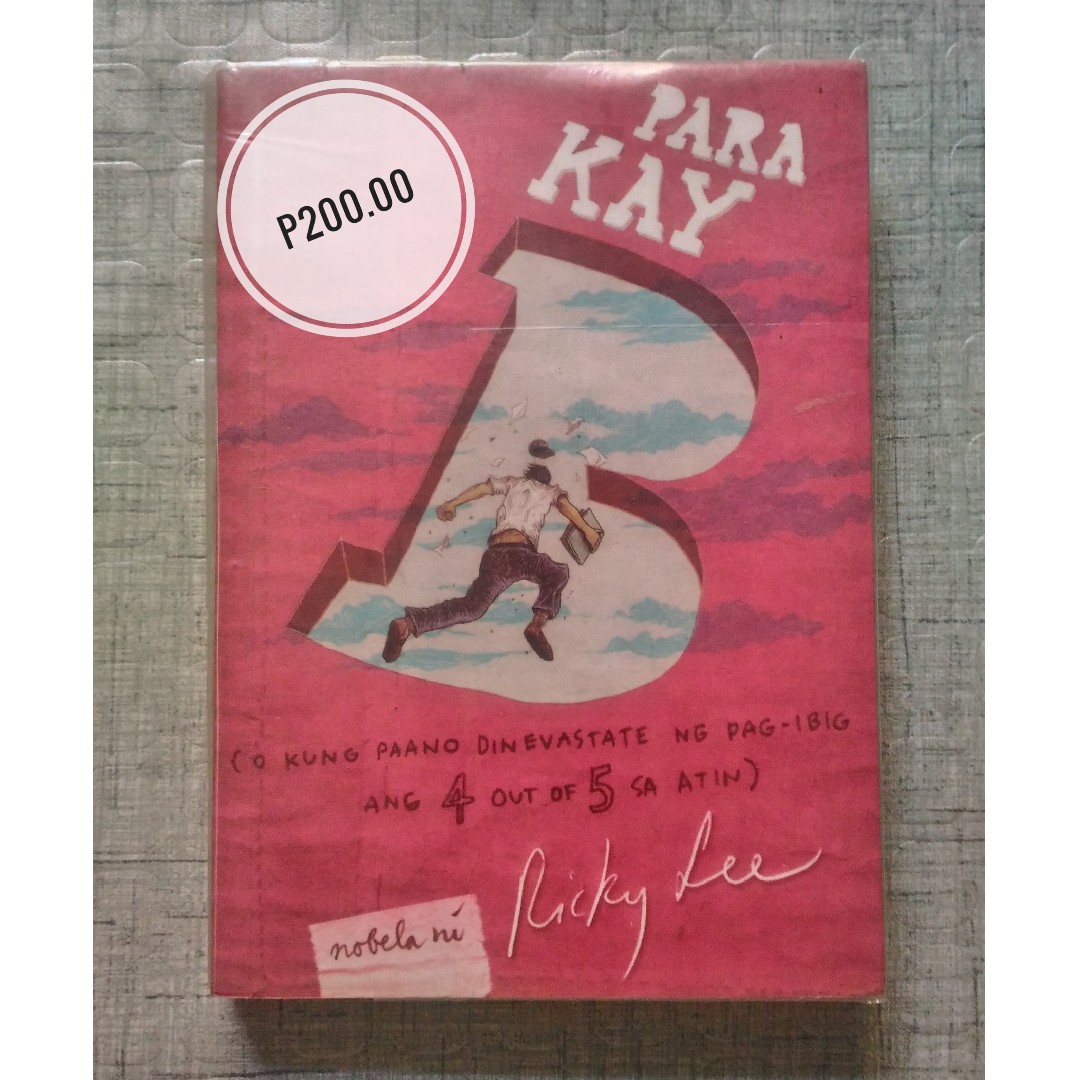 P200.00
PARA
KAY
B
(O KUNG PAANO DINEVASTATE NG PAG-IBIG
ANG 4 OUT OF 5 SA ATIN)
nobela ni
Ricky Lee